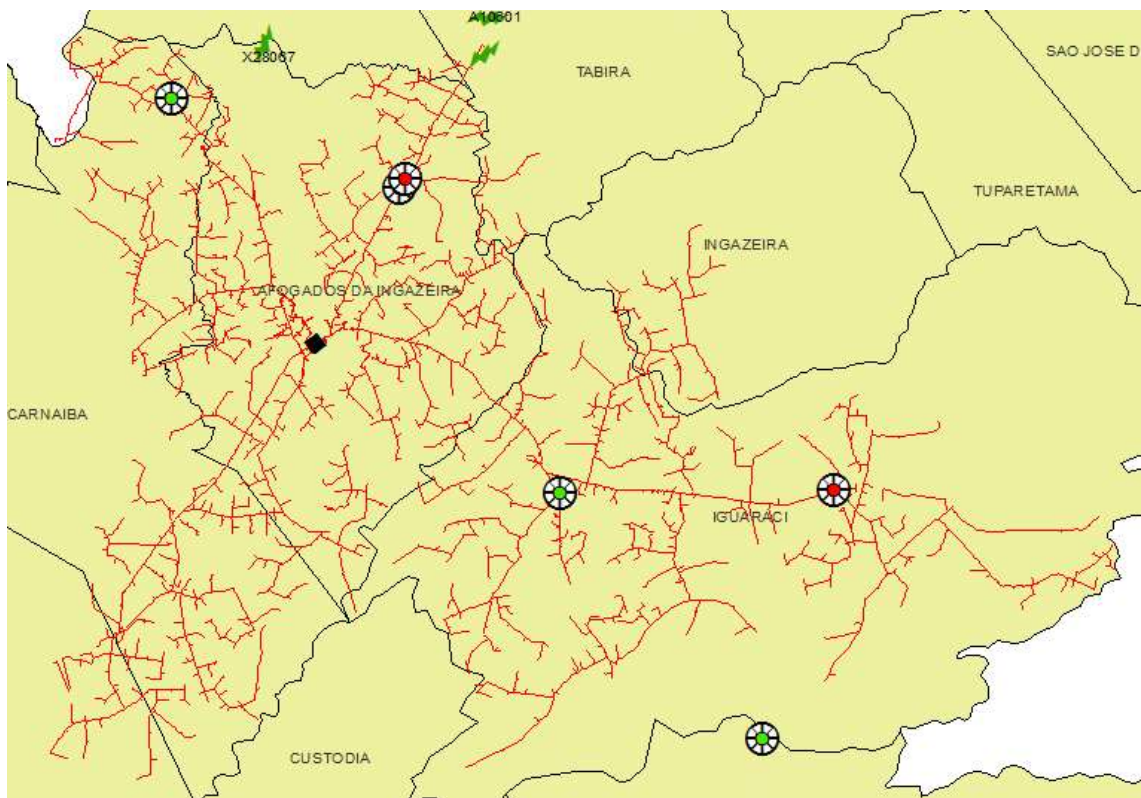 A10601
X28067
SAO JOSE D
TABIRA
TUPARETAMA
INGAZEIRA
AFOGADOS DA INGAZEIRA
CARNAIBA
IGUARACI
CUSTODIA